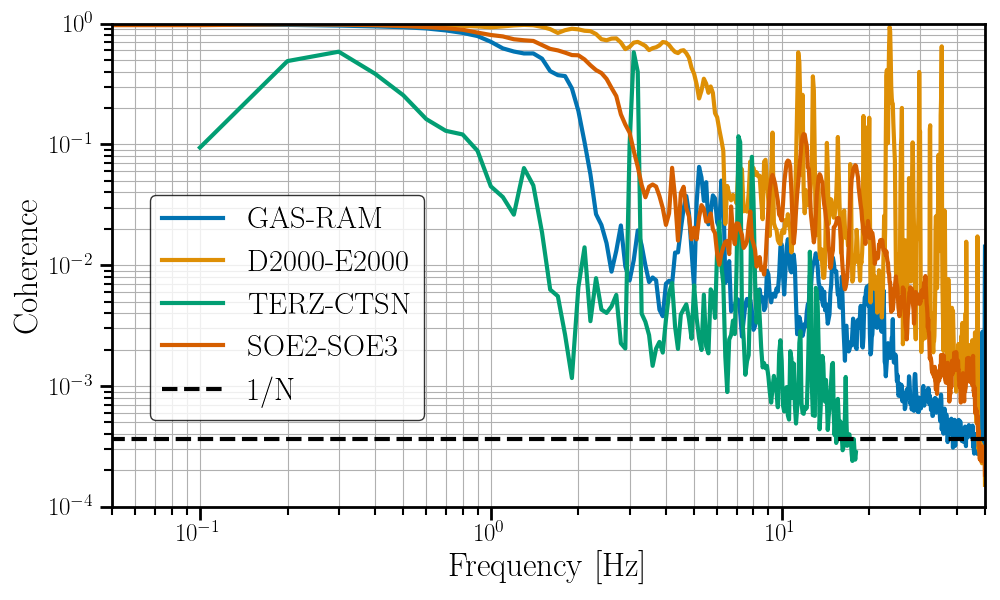 10^0
10^{-1}
10^{-2}
10^{-3}
10^{-4}
Coherence
GAS-RAM
D2000-E2000
TERZ-CTSN
SOE2-SOE3
1/N
10^{-1}
10^0
10^1
Frequency [Hz]